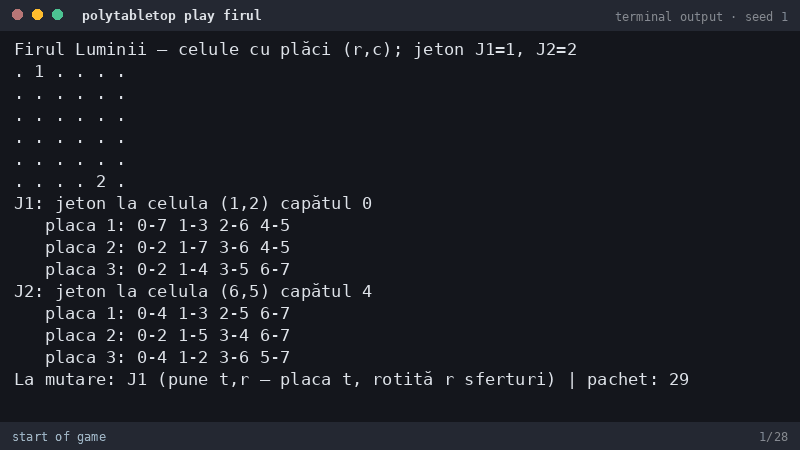 polytabletop play firul
terminal output · seed 1
Firul Luminii — celule cu plăci (r,c); jeton J1=1, J2=2
. 1 . . . .
. . . . . .
. . . . . .
. . . . . .
. . . . . .
. . . . 2 .
J1: jeton la celula (1,2) capătul 0
placa 1: 0-7 1-3 2-6 4-5
placa 2: 0-2 1-7 3-6 4-5
placa 3: 0-2 1-4 3-5 6-7
J2: jeton la celula (6,5) capătul 4
placa 1: 0-4 1-3 2-5 6-7
placa 2: 0-2 1-5 3-4 6-7
placa 3: 0-4 1-2 3-6 5-7
La mutare: J1 (pune t,r — placa t, rotită r sferturi) | pachet: 29
start of game
1/28